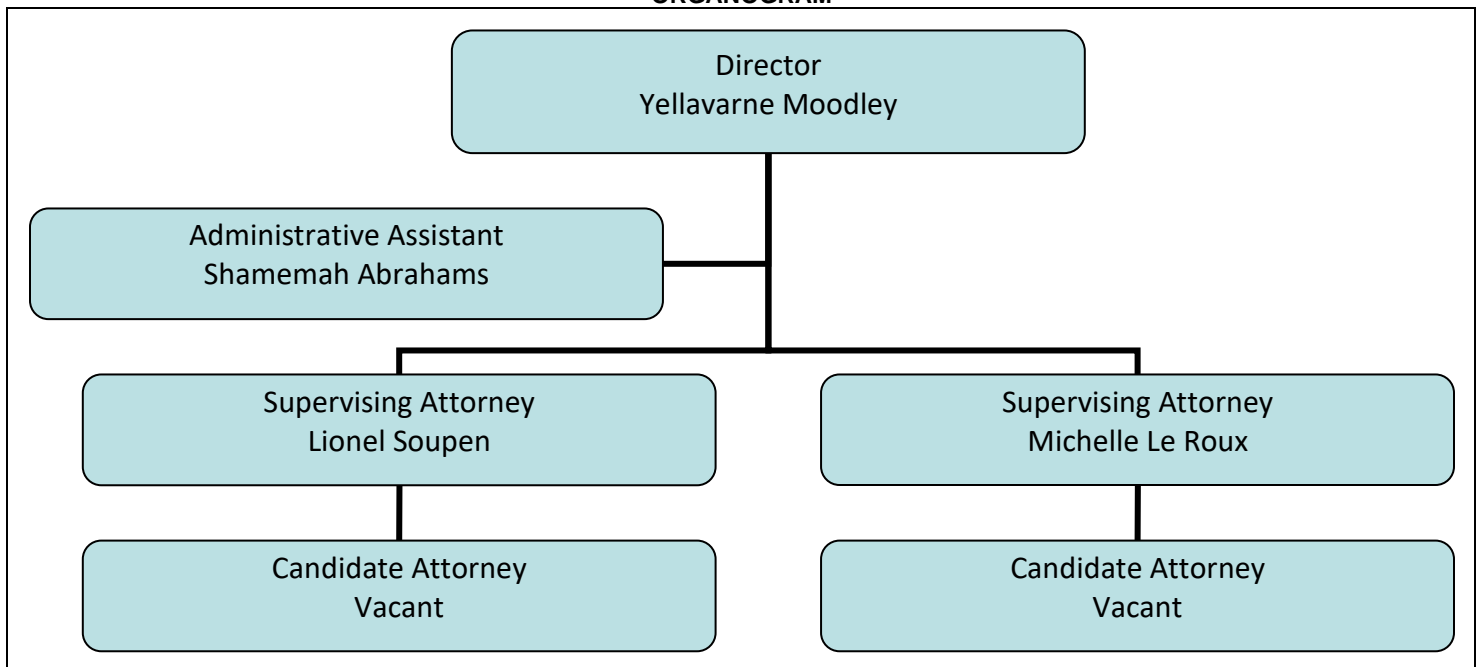 ORGANOGRAM
Director
Yellavarne Moodley
Administrative Assistant
Shamemah Abrahams
Supervising Attorney
Lionel Soupen
Supervising Attorney
Michelle Le Roux
Candidate Attorney
Vacant
Candidate Attorney
Vacant